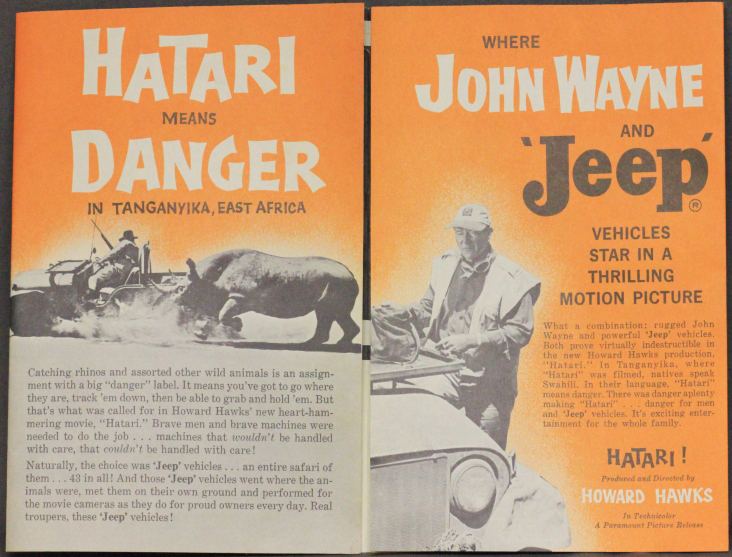 HATARI
MEANS
DANGER
IN TANGANYIKA, EAST AFRICA
Catching rhinos and assorted other wild animals is an assign-
ment with a big "danger" label. It means you've got to go where
they are, track 'em down, then be able to grab and hold 'em. But
that's what was called for in Howard Hawks' new heart-ham-
mering movie, "Hatari." Brave men and brave machines were
needed to do the job . . . machines that wouldn't be handled
with care, that couldn't be handled with care!
Naturally, the choice was 'Jeep' vehicles . . . an entire safari of
them . . . 43 in all! And those 'Jeep' vehicles went where the an-
imals were, met them on their own ground and performed for
the movie cameras as they do for proud owners every day. Real
troupers, these 'Jeep' vehicles!
WHERE
JOHN WAYNE
AND
'Jeep'®
VEHICLES
STAR IN A
THRILLING
MOTION PICTURE
What a combination: rugged John
Wayne and powerful 'Jeep' vehicles.
Both prove virtually indestructible in
the new Howard Hawks production,
"Hatari." In Tanganyika, where
"Hatari" was filmed, natives speak
Swahili. In their language, "Hatari"
means danger. There was danger aplenty
making "Hatari" . . . danger for men
and 'Jeep' vehicles. It's exciting enter-
tainment for the whole family.
HATARI!
Produced and Directed by
HOWARD HAWKS
In Technicolor
A Paramount Picture Release